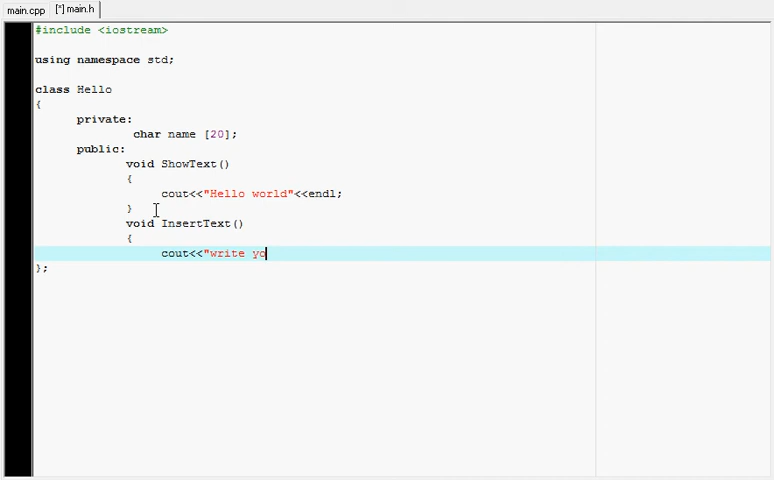 main.cpp [*] main.h
#include <iostream>
using namespace std;
class Hello
{
private:
char name [20];
public:
void ShowText()
{
cout<<"Hello world"<<endl;
}
void InsertText()
{
cout<<"write yo
};